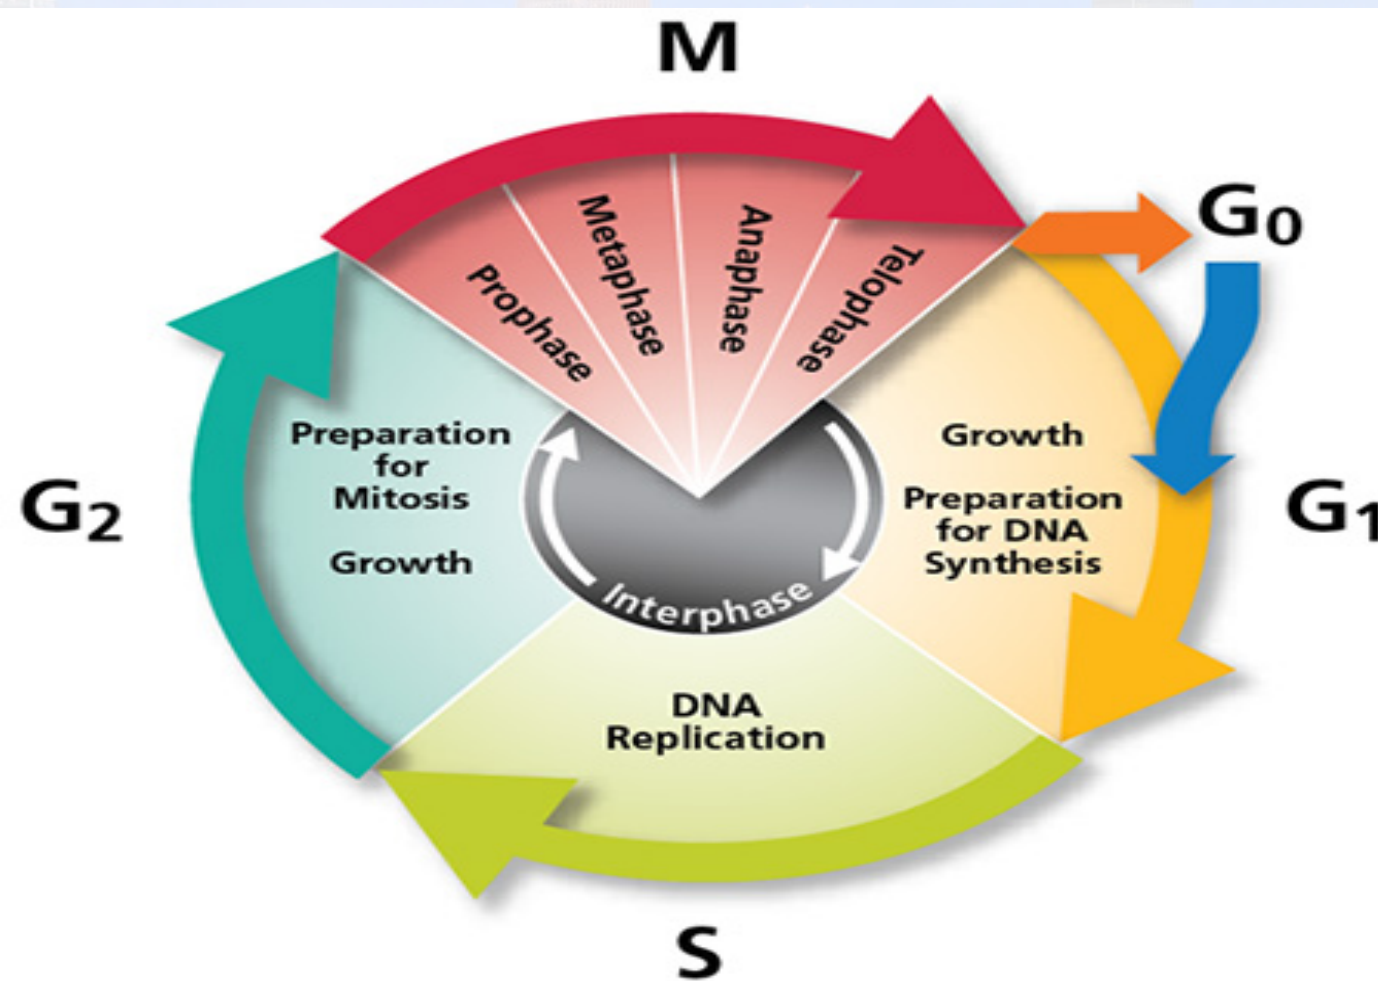 M
Prophase
Metaphase
Anaphase
Telophase
G0
Preparation
for
Mitosis
Growth
Growth
Preparation
for DNA
Synthesis
G2
G1
Interphase
DNA
Replication
S